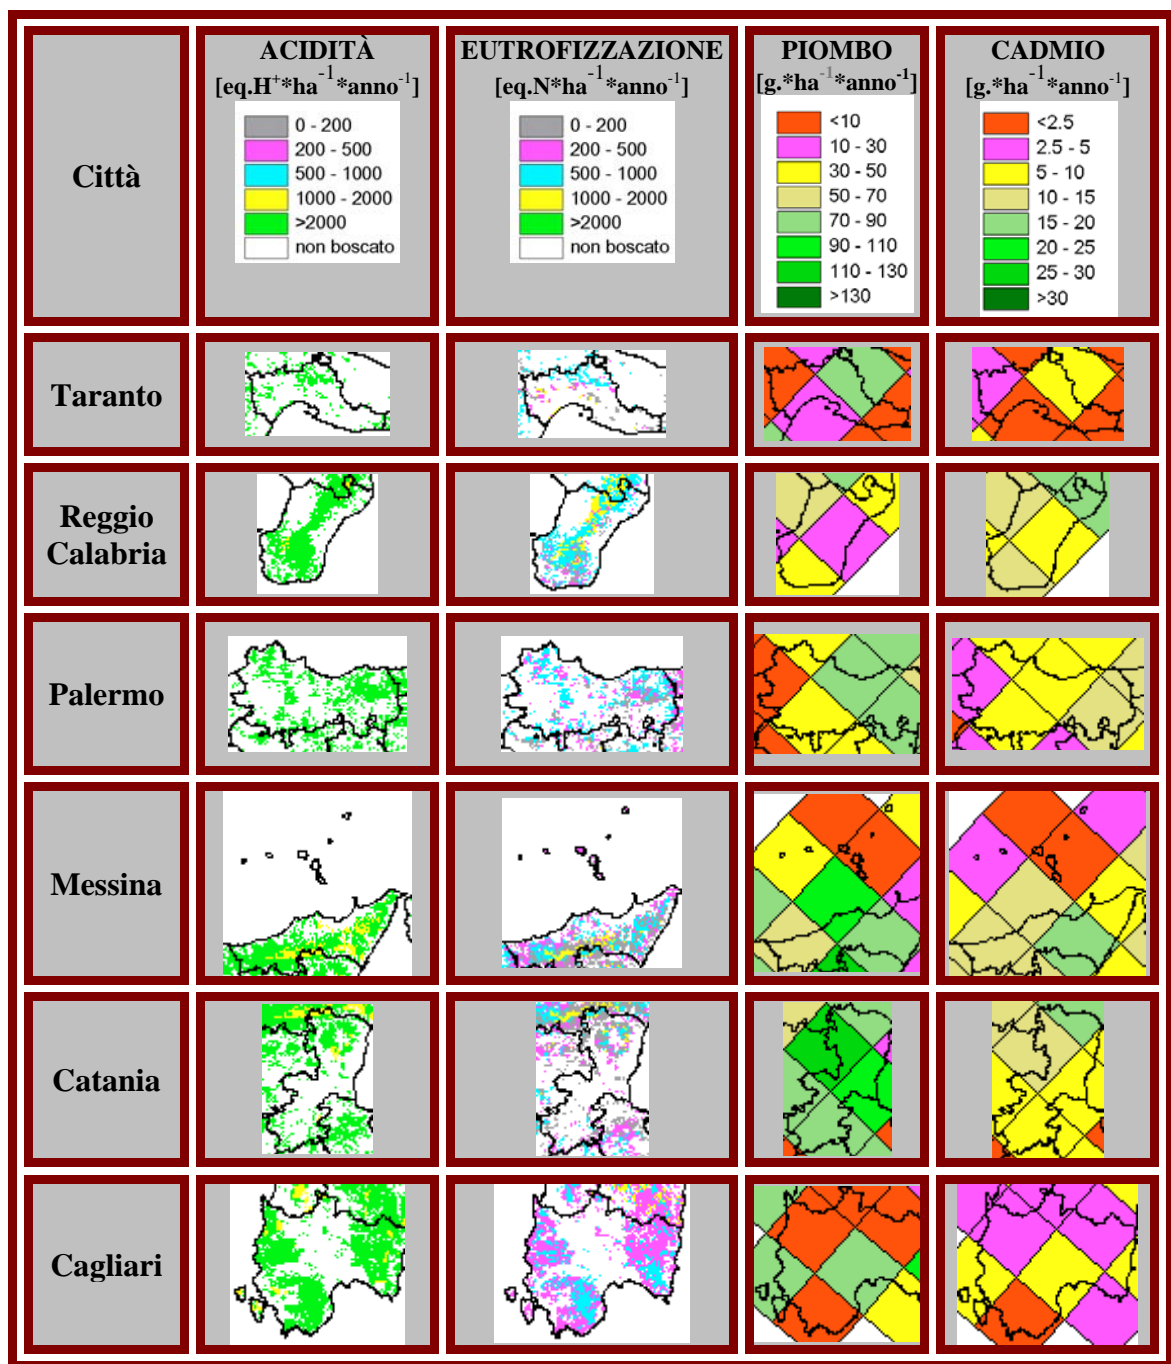 Città
ACIDITÀ
[eq.H+*ha-1*anno-1]
0 - 200
200 - 500
500 - 1000
1000 - 2000
>2000
non boscato
EUTROFIZZAZIONE
[eq.N*ha-1*anno-1]
0 - 200
200 - 500
500 - 1000
1000 - 2000
>2000
non boscato
PIOMBO
[g.*ha-1*anno-1]
<10
10 - 30
30 - 50
50 - 70
70 - 90
90 - 110
110 - 130
>130
CADMIO
[g.*ha-1*anno-1]
<2.5
2.5 - 5
5 - 10
10 - 15
15 - 20
20 - 25
25 - 30
>30
Taranto
Reggio
Calabria
Palermo
Messina
Catania
Cagliari